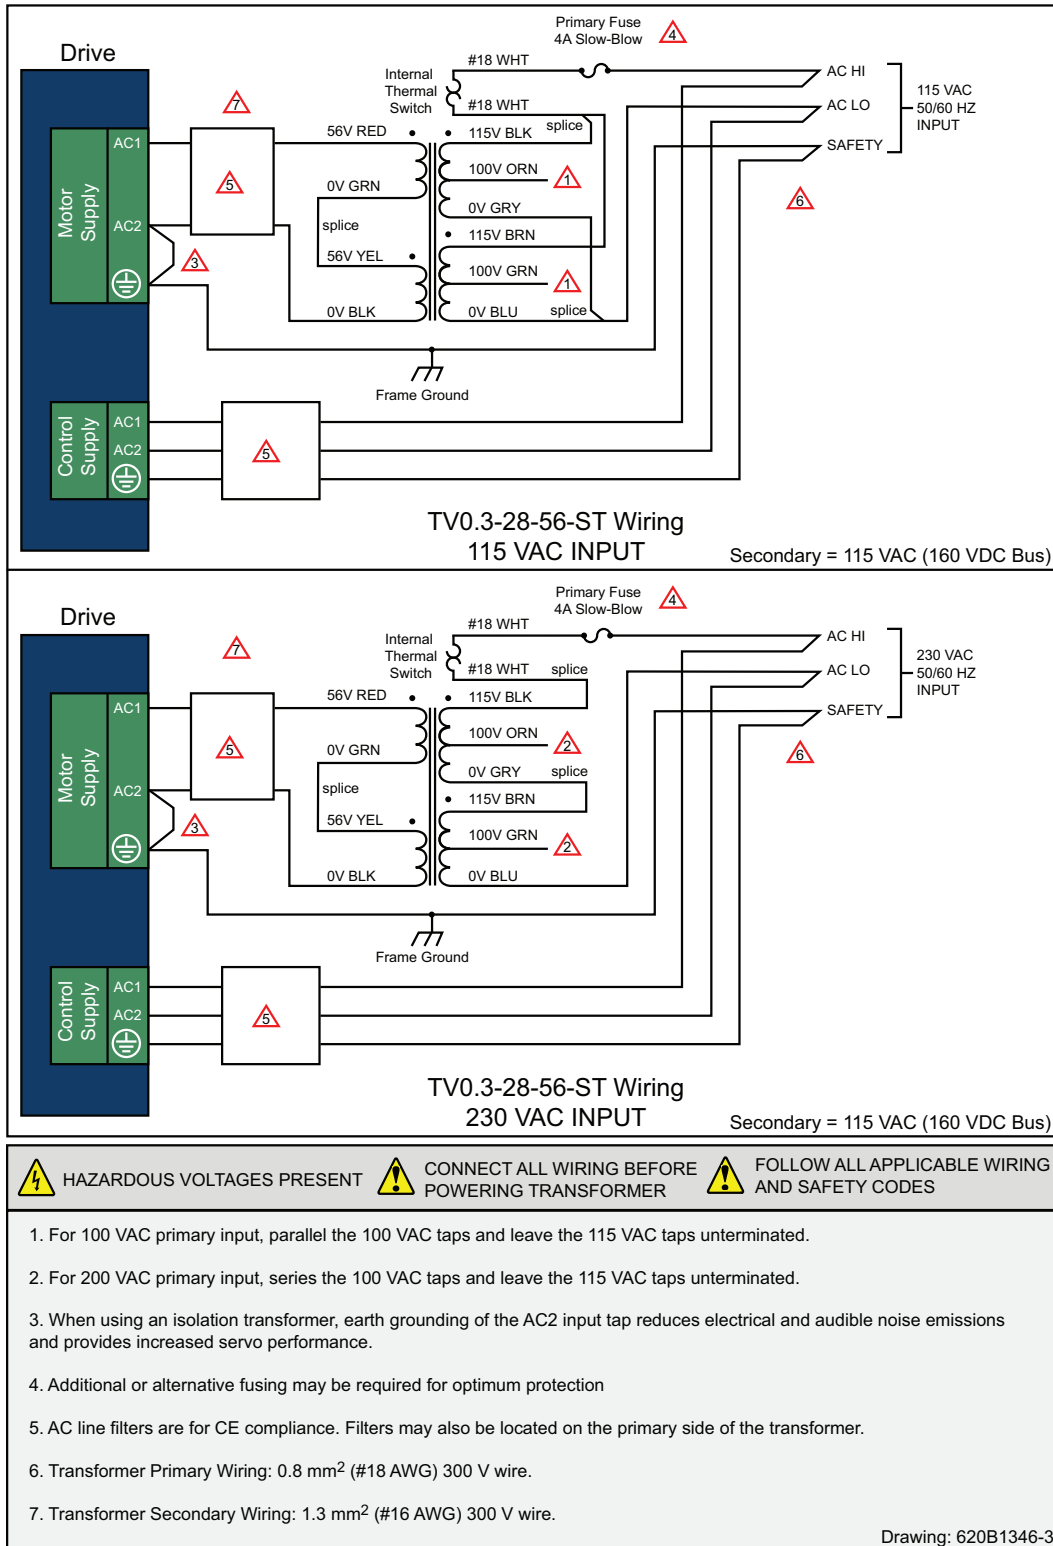 Primary Fuse
4A Slow-Blow
4
Drive
#18 WHT
AC HI
Internal
Thermal
Switch
7
115 VAC
50/60 HZ
INPUT
#18 WHT
AC LO
56V RED
115V BLK
splice
AC1
SAFETY
100V ORN
1
5
0V GRN
6
Motor
Supply
0V GRY
AC2
splice
115V BRN
3
56V YEL
100V GRN
1
0V BLK
0V BLU
splice
Frame Ground
Control
Supply
AC1
AC2
5
TV0.3-28-56-ST Wiring
115 VAC INPUT
Secondary = 115 VAC (160 VDC Bus)
Primary Fuse
4A Slow-Blow
4
Drive
#18 WHT
AC HI
Internal
Thermal
Switch
7
230 VAC
50/60 HZ
INPUT
#18 WHT
splice
AC LO
56V RED
115V BLK
AC1
SAFETY
100V ORN
2
5
0V GRN
6
Motor
Supply
0V GRY
splice
AC2
splice
115V BRN
3
56V YEL
100V GRN
2
0V BLK
0V BLU
Frame Ground
Control
Supply
AC1
AC2
5
TV0.3-28-56-ST Wiring
230 VAC INPUT
Secondary = 115 VAC (160 VDC Bus)
HAZARDOUS VOLTAGES PRESENT
CONNECT ALL WIRING BEFORE
POWERING TRANSFORMER
FOLLOW ALL APPLICABLE WIRING
AND SAFETY CODES
1. For 100 VAC primary input, parallel the 100 VAC taps and leave the 115 VAC taps unterminated.
2. For 200 VAC primary input, series the 100 VAC taps and leave the 115 VAC taps unterminated.
3. When using an isolation transformer, earth grounding of the AC2 input tap reduces electrical and audible noise emissions
and provides increased servo performance.
4. Additional or alternative fusing may be required for optimum protection
5. AC line filters are for CE compliance. Filters may also be located on the primary side of the transformer.
6. Transformer Primary Wiring: 0.8 mm² (#18 AWG) 300 V wire.
7. Transformer Secondary Wiring: 1.3 mm² (#16 AWG) 300 V wire.
Drawing: 620B1346-3